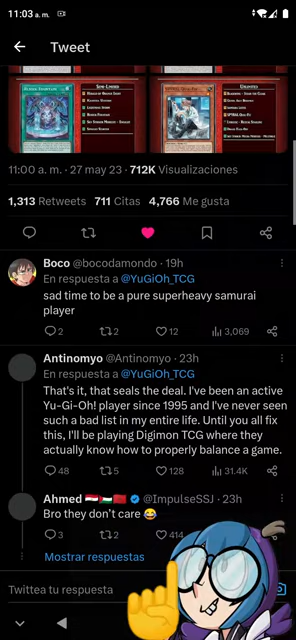 11:03 a. m.
Tweet
SEMI-LIMITED
UNLIMITED
11:00 a. m. · 27 may 23 · 712K Visualizaciones
1,313 Retweets 711 Citas 4,766 Me gusta
Boco @bocodamondo · 19h
En respuesta a @YuGiOh_TCG
sad time to be a pure superheavy samurai
player
2 2 12 3,069
Antinomyo @Antinomyo · 23h
En respuesta a @YuGiOh_TCG
That's it, that seals the deal. I've been an active
Yu-Gi-Oh! player since 1995 and I've never seen
such a bad list in my entire life. Until you all fix
this, I'll be playing Digimon TCG where they
actually know how to properly balance a game.
48 5 128 31.4K
Ahmed 🇾🇪🇵🇸🇲🇦 @ImpulseSSJ · 23h
Bro they don't care 😂
3 2 414
Mostrar respuestas
Twittea tu respuesta